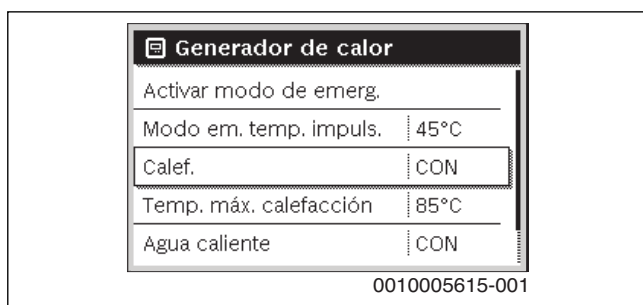 Generador de calor
Activar modo de emerg.
Modo em. temp. impuls. 45°C
Calef. CON
Temp. máx. calefacción 85°C
Agua caliente CON
0010005615-001